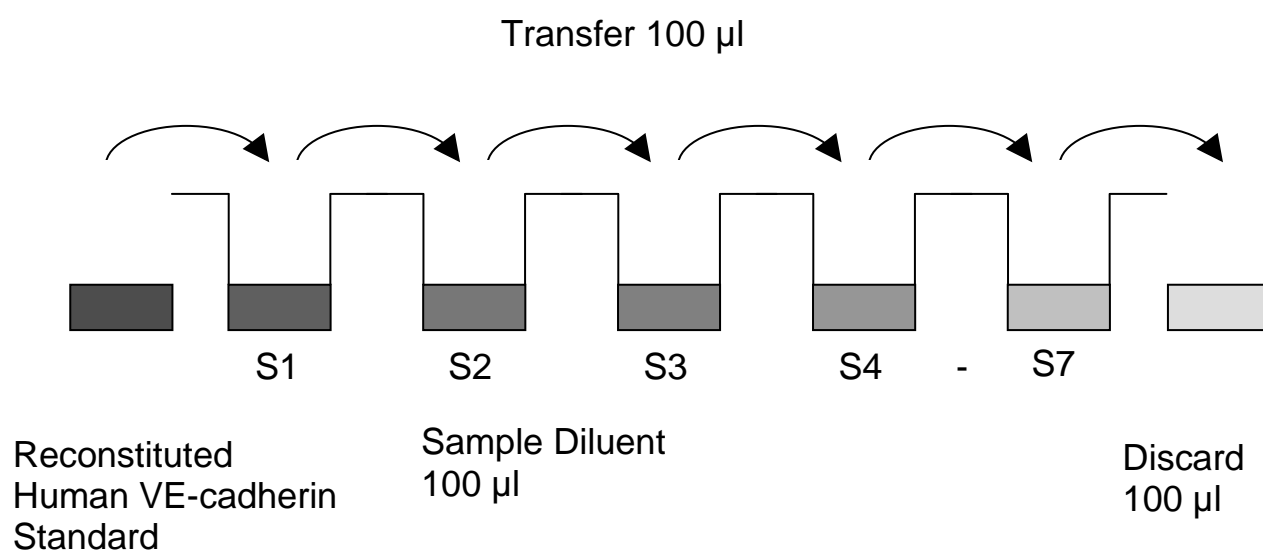 Transfer 100 µl
S1 S2 S3 S4 - S7
Reconstituted
Human VE-cadherin
Standard
Sample Diluent
100 µl
Discard
100 µl